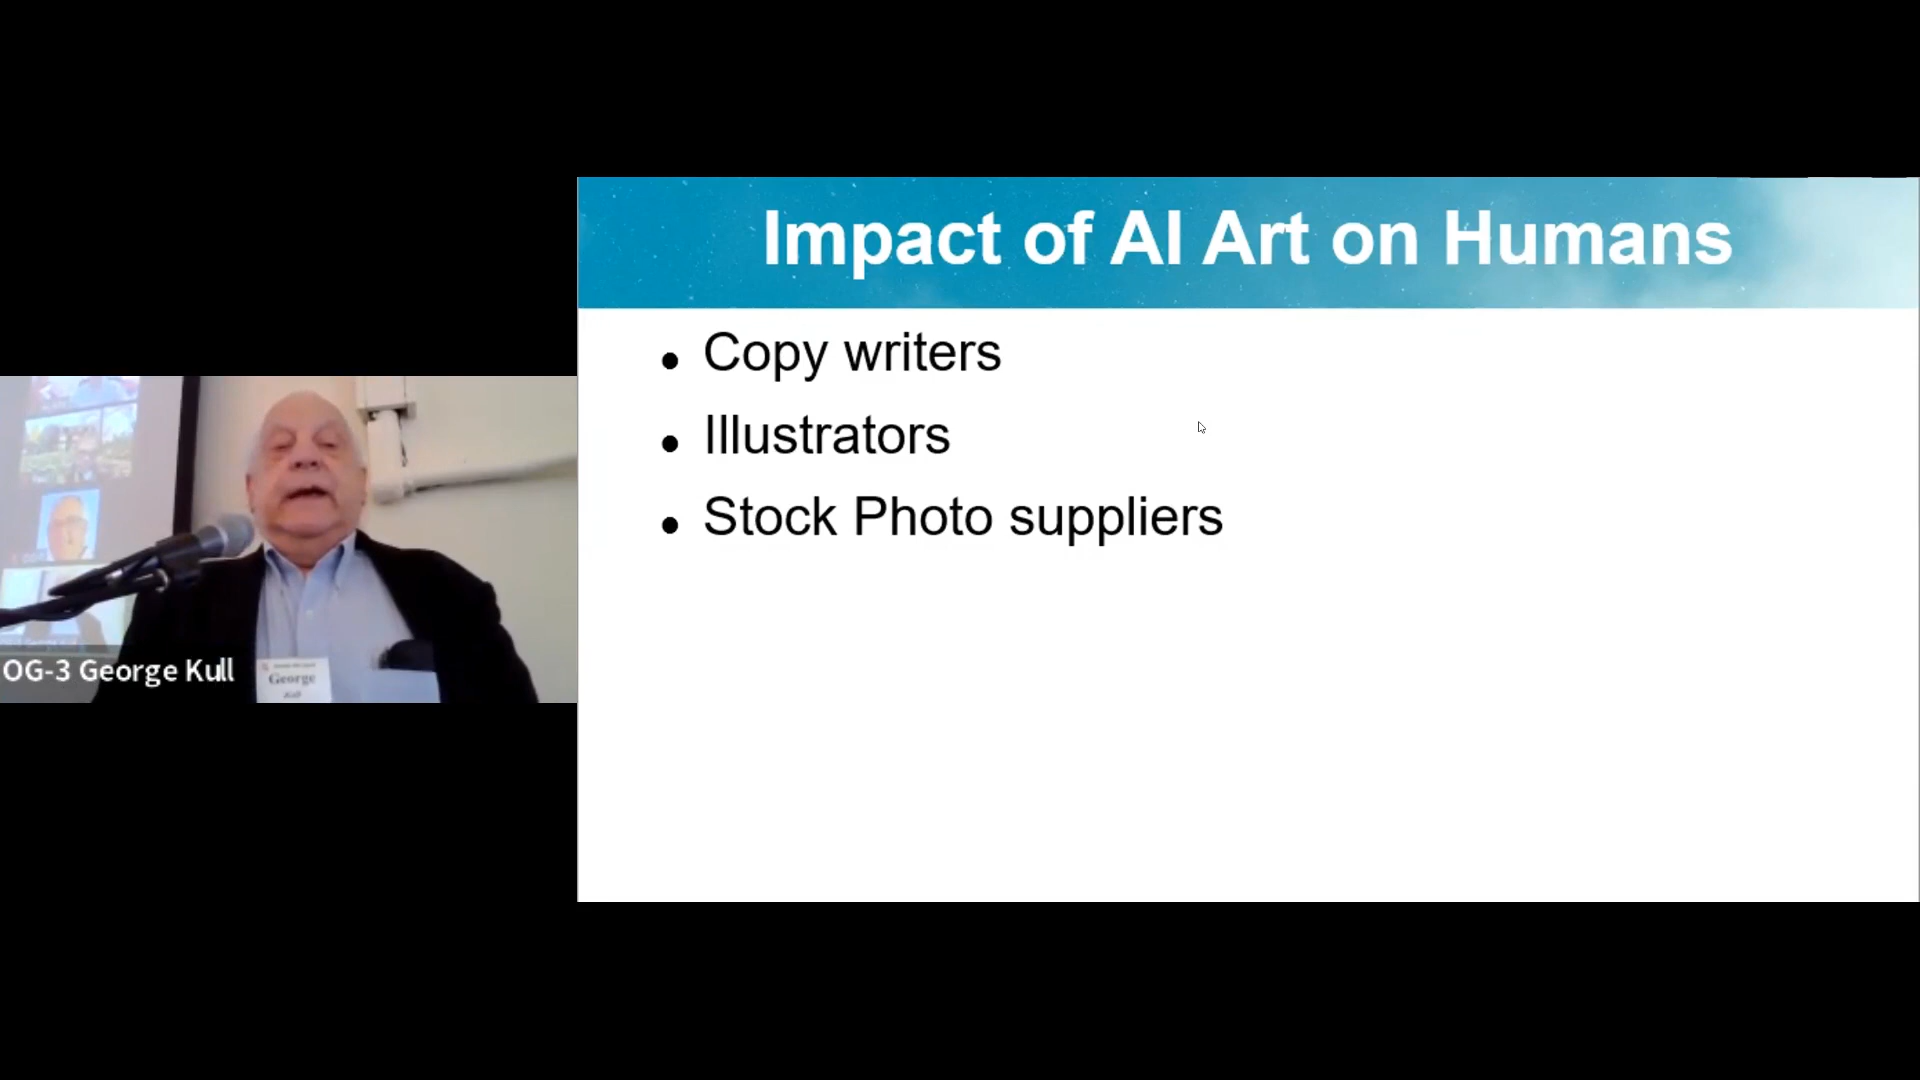 Impact of AI Art on Humans
• Copy writers
• Illustrators
• Stock Photo suppliers
OG-3 George Kull
George